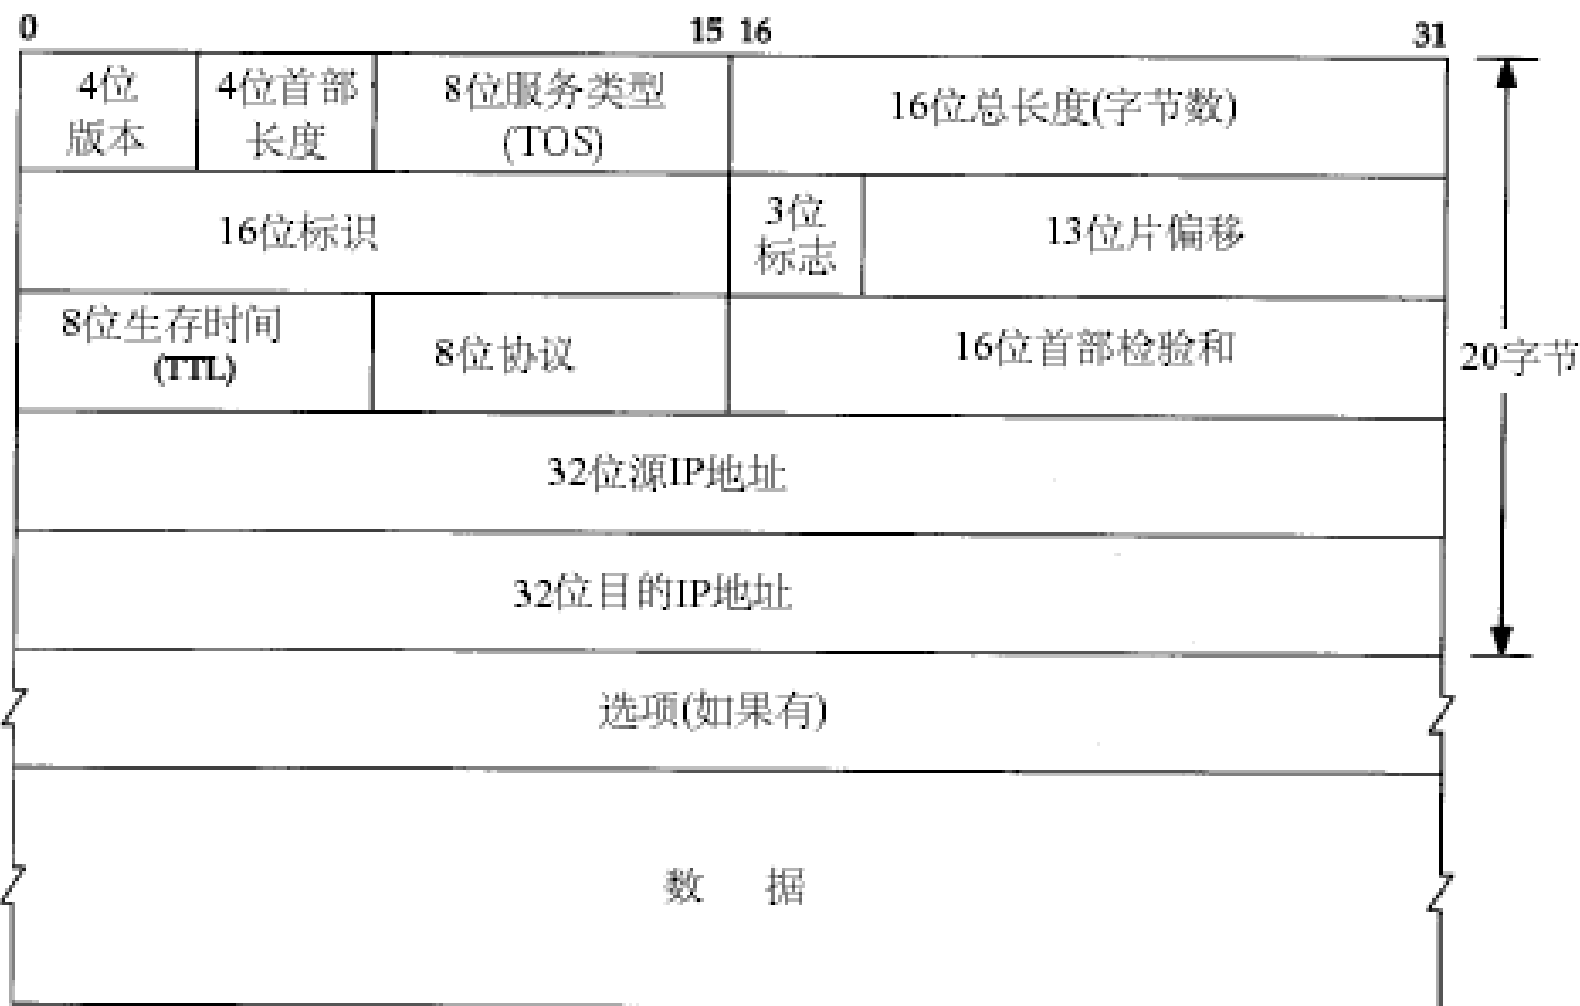 0 15 16 31
4位版本 4位首部长度 8位服务类型(TOS) 16位总长度(字节数)
16位标识 3位标志 13位片偏移
8位生存时间(TTL) 8位协议 16位首部检验和
20字节
32位源IP地址
32位目的IP地址
选项(如果有)
数 据